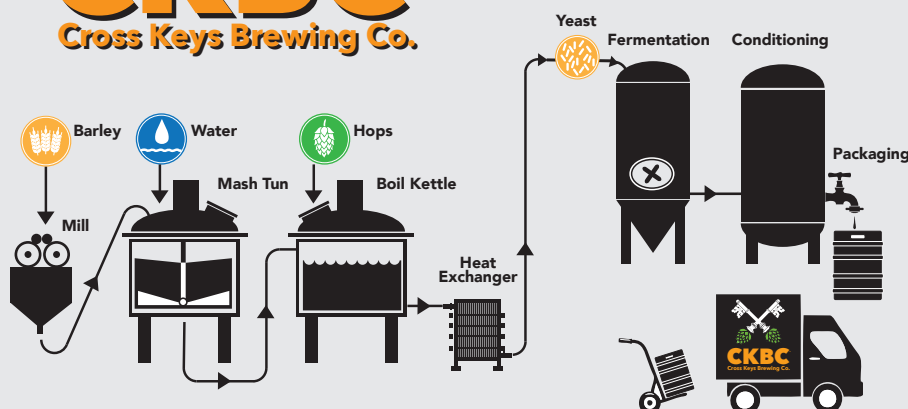 CKBC
Cross Keys Brewing Co.
Yeast
Fermentation
Conditioning
Barley
Water
Hops
Packaging
Mash Tun
Boil Kettle
Mill
Heat
Exchanger
CKBC
Cross Keys Brewing Co.